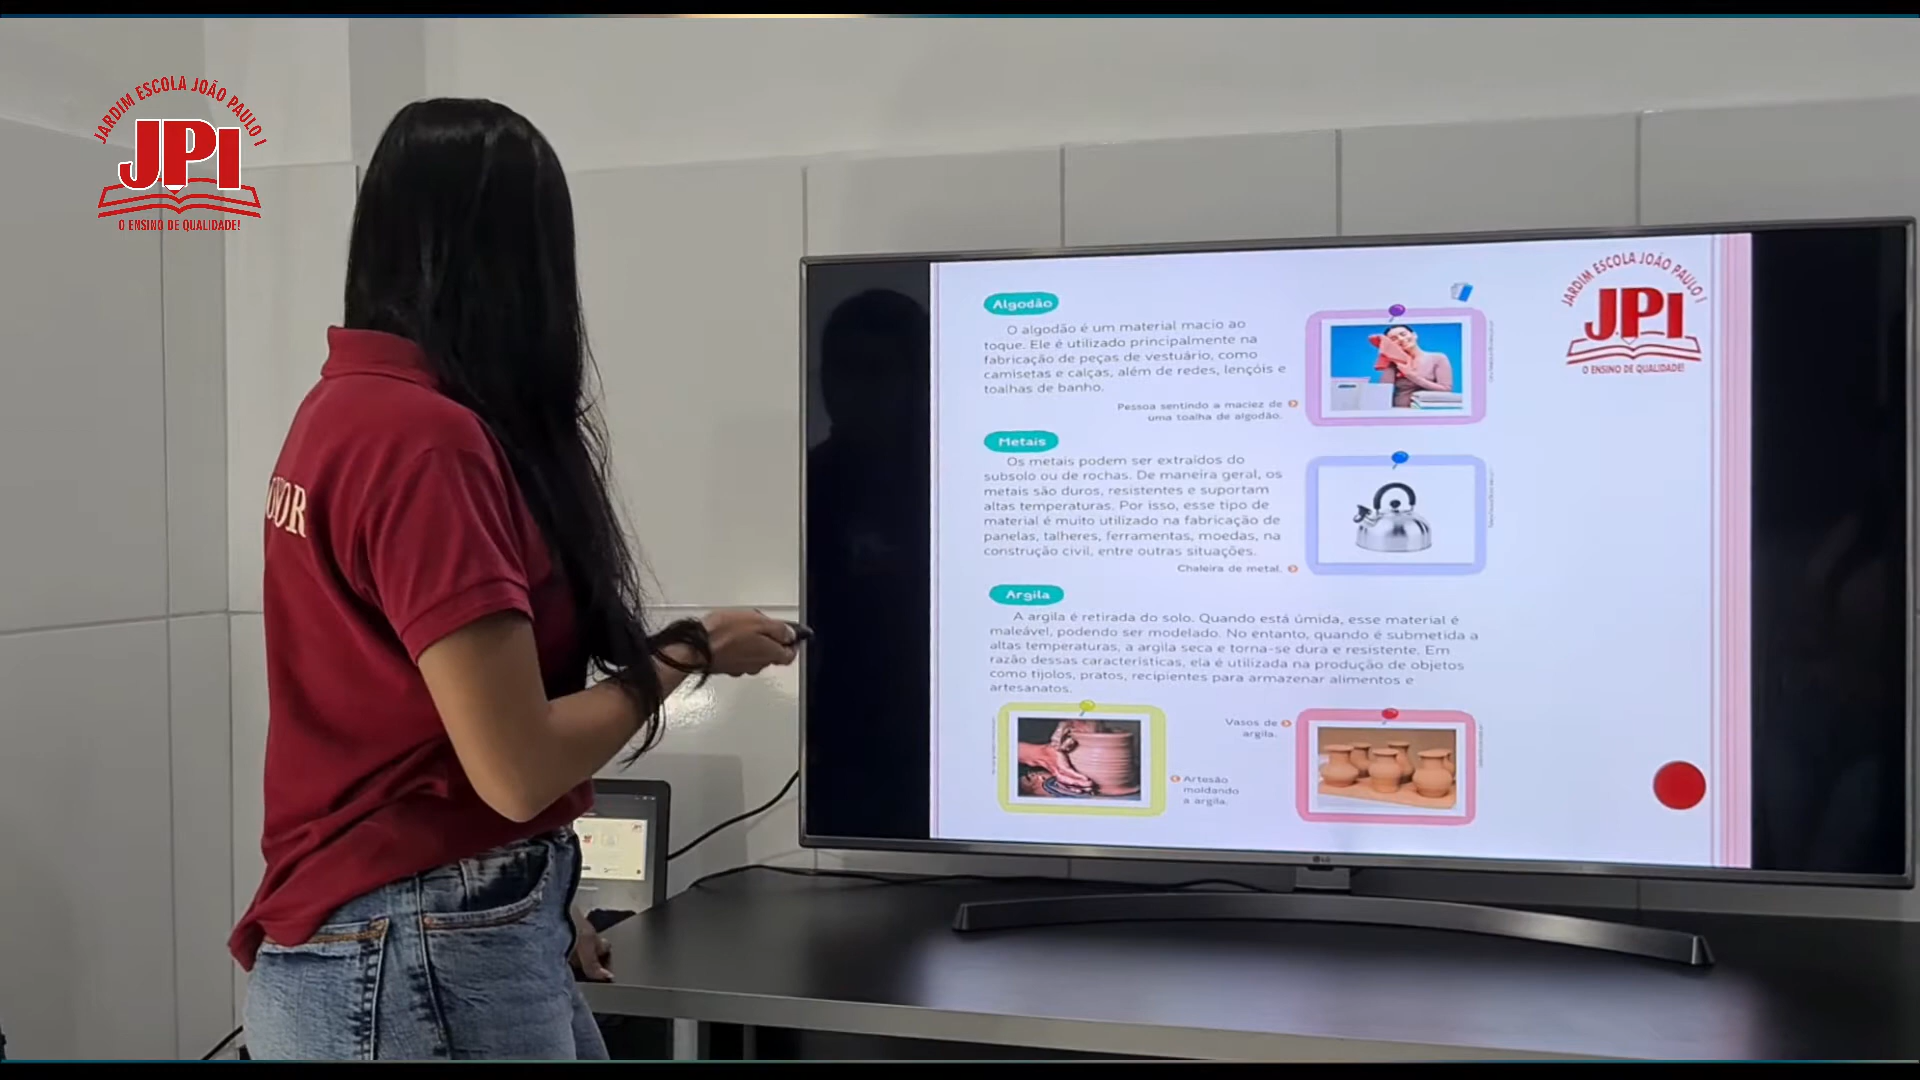 JARDIM ESCOLA JOÃO PAULO I
JPI
O ENSINO DE QUALIDADE!
Algodão
O algodão é um material macio ao
toque. Ele é utilizado principalmente na
fabricação de peças de vestuário, como
camisetas e calças, além de redes, lençóis e
toalhas de banho.
Pessoa sentindo a maciez de
uma toalha de algodão.
Metais
Os metais podem ser extraídos do
subsolo ou de rochas. De maneira geral, os
metais são duros, resistentes e suportam
altas temperaturas. Por isso, esse tipo de
material é muito utilizado na fabricação de
panelas, talheres, ferramentas, moedas, na
construção civil, entre outras situações.
Chaleira de metal.
Argila
A argila é retirada do solo. Quando está úmida, esse material é
maleável, podendo ser modelado. No entanto, quando é submetida a
altas temperaturas, a argila seca e torna-se dura e resistente. Em
razão dessas características, ela é utilizada na produção de objetos
como tijolos, pratos, recipientes para armazenar alimentos e
artesanatos.
Artesão
moldando
a argila.
Vasos de
argila.
JARDIM ESCOLA JOÃO PAULO I
JPI
O ENSINO DE QUALIDADE!
LG
JPI